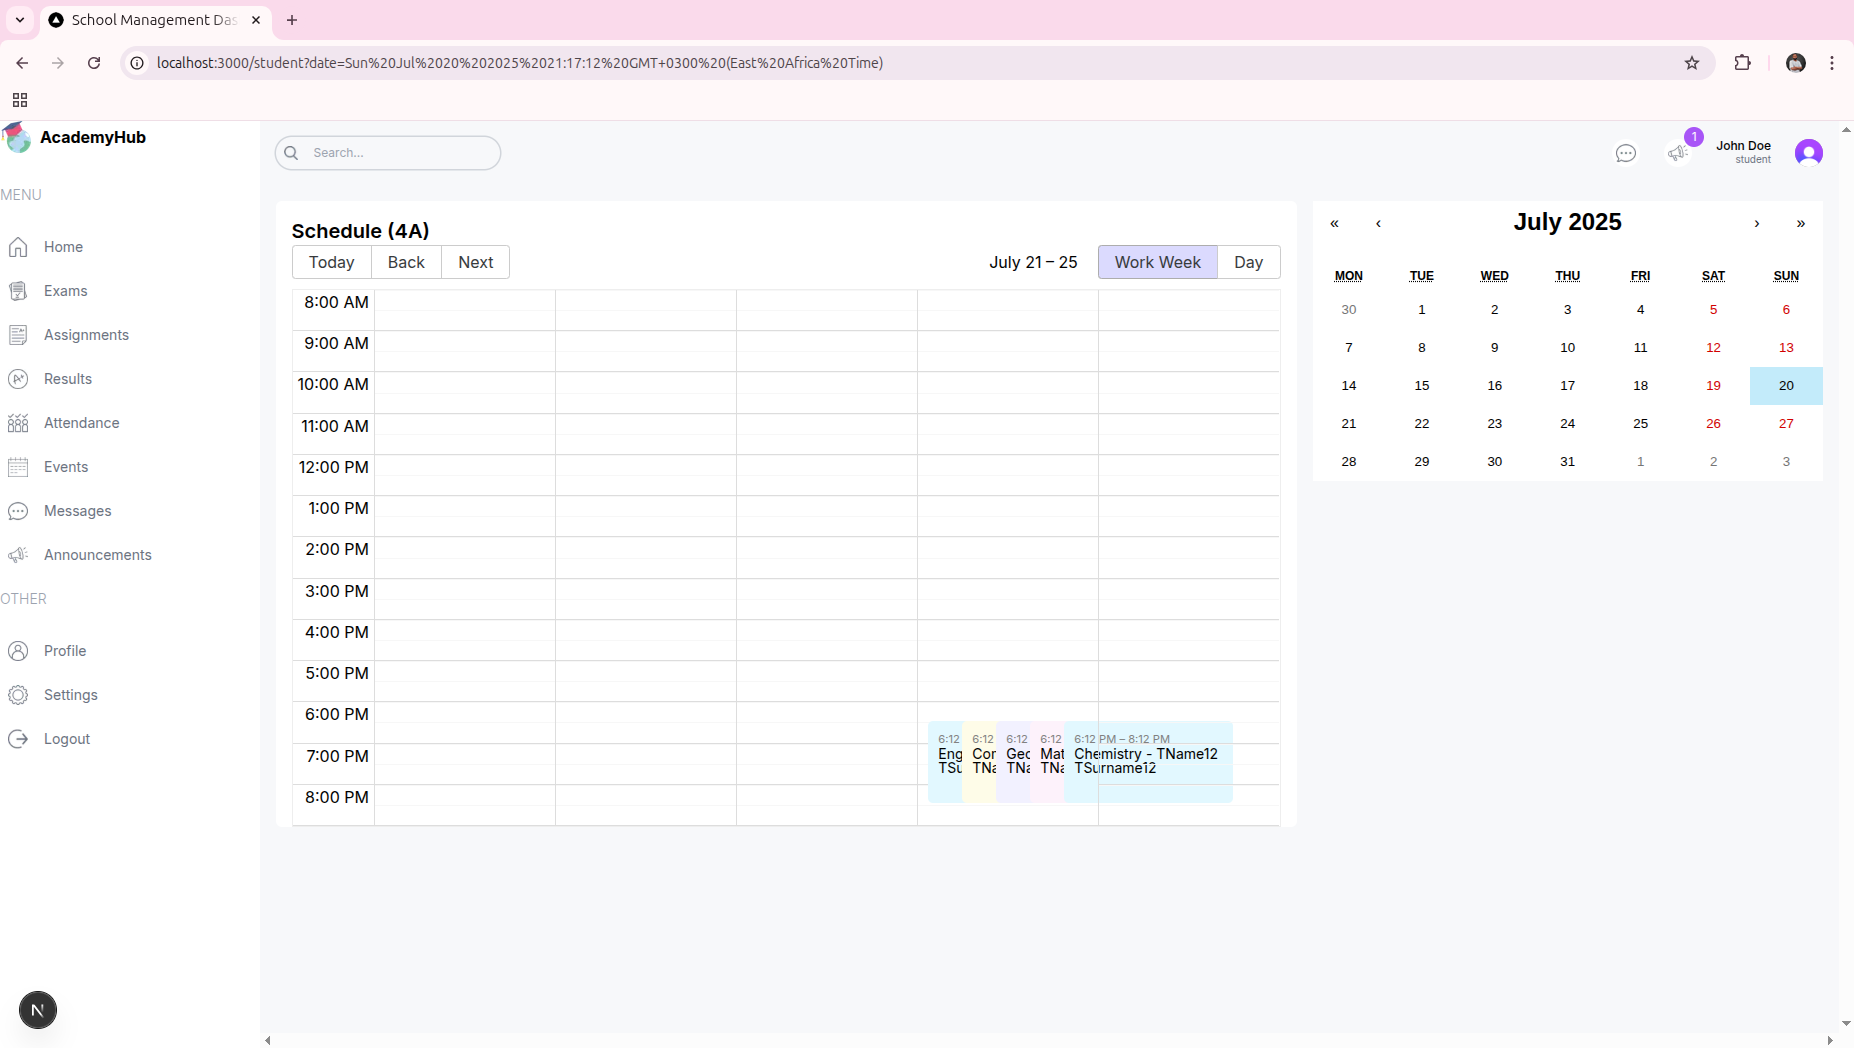 School Management Das
localhost:3000/student?date=Sun%20Jul%2020%202025%2021:17:12%20GMT+0300%20(East%20Africa%20Time)
AcademyHub
Search...
1
John Doe
student
MENU
Home
Exams
Assignments
Results
Attendance
Events
Messages
Announcements
OTHER
Profile
Settings
Logout
N
Schedule (4A)
Today Back Next
July 21 – 25
Work Week Day
8:00 AM
9:00 AM
10:00 AM
11:00 AM
12:00 PM
1:00 PM
2:00 PM
3:00 PM
4:00 PM
5:00 PM
6:00 PM
7:00 PM
8:00 PM
6:12
Eng
TSu
6:12
Cor
TNa
6:12
Geo
TNa
6:12
Mat
TNa
6:12 PM – 8:12 PM
Chemistry - TName12
TSurname12
« ‹ July 2025 › »
MON TUE WED THU FRI SAT SUN
30 1 2 3 4 5 6
7 8 9 10 11 12 13
14 15 16 17 18 19 20
21 22 23 24 25 26 27
28 29 30 31 1 2 3